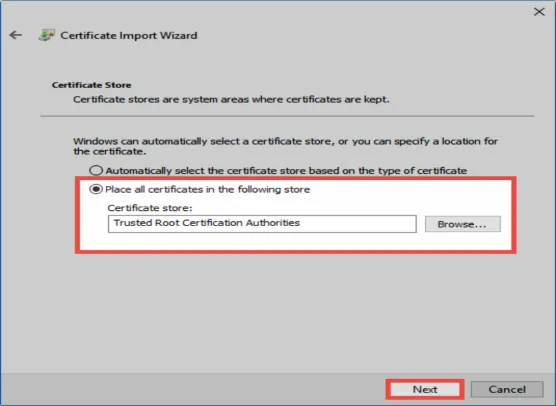 Certificate Import Wizard
Certificate Store
Certificate stores are system areas where certificates are kept.
Windows can automatically select a certificate store, or you can specify a location for
the certificate.
Automatically select the certificate store based on the type of certificate
Place all certificates in the following store
Certificate store:
Trusted Root Certification Authorities
Browse...
Next
Cancel